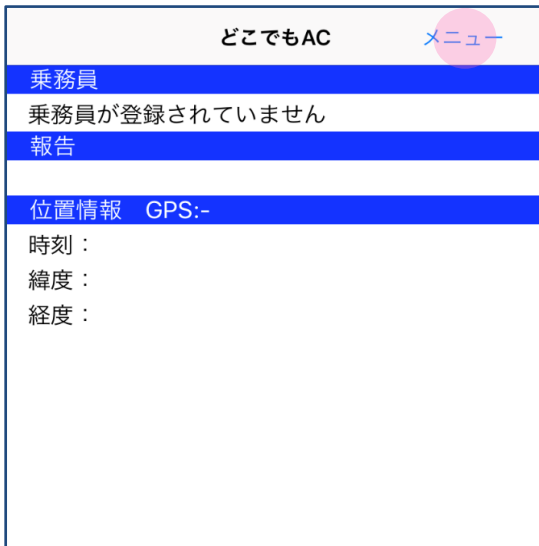 どこでもAC メニュー
乗務員
乗務員が登録されていません
報告
位置情報 GPS:-
時刻：
緯度：
経度：